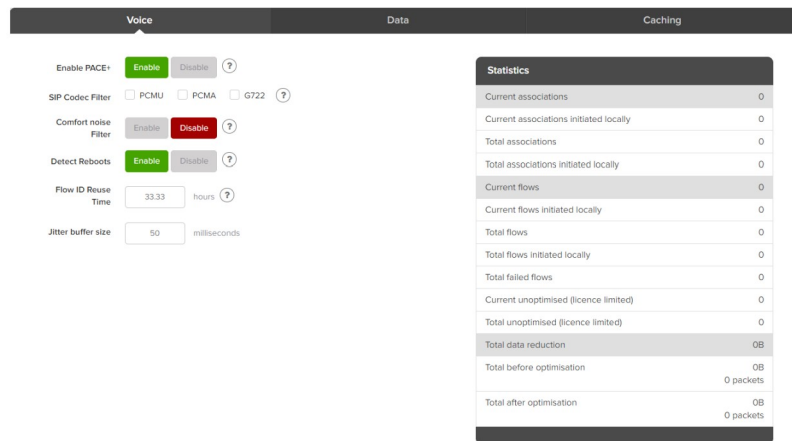 Voice Data Caching
Enable PACE+ Enable Disable ?
SIP Codec Filter PCMU PCMA G722 ?
Comfort noise
Filter Enable Disable ?
Detect Reboots Enable Disable ?
Flow ID Reuse
Time 33.33 hours ?
Jitter buffer size 50 milliseconds
Statistics
Current associations 0
Current associations initiated locally 0
Total associations 0
Total associations initiated locally 0
Current flows 0
Current flows initiated locally 0
Total flows 0
Total flows initiated locally 0
Total failed flows 0
Current unoptimised (licence limited) 0
Total unoptimised (licence limited) 0
Total data reduction 0B
Total before optimisation 0B
0 packets
Total after optimisation 0B
0 packets